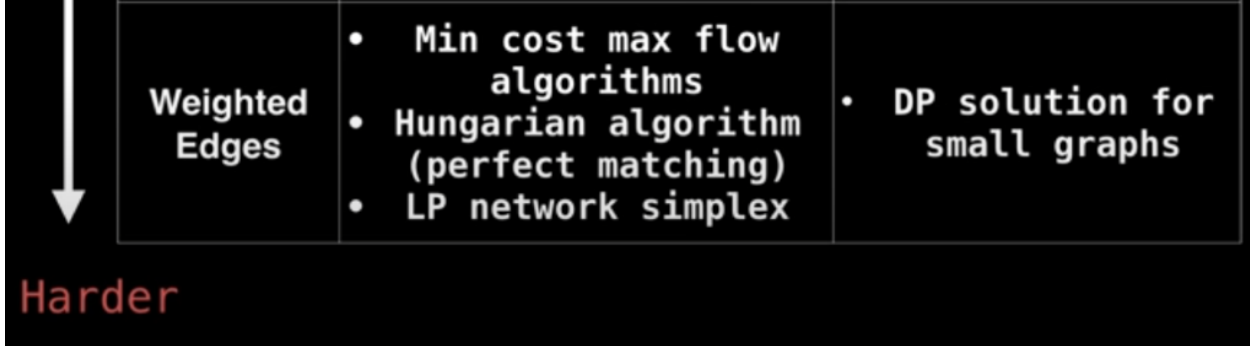 Weighted
Edges
• Min cost max flow
algorithms
• Hungarian algorithm
(perfect matching)
• LP network simplex
• DP solution for
small graphs
Harder